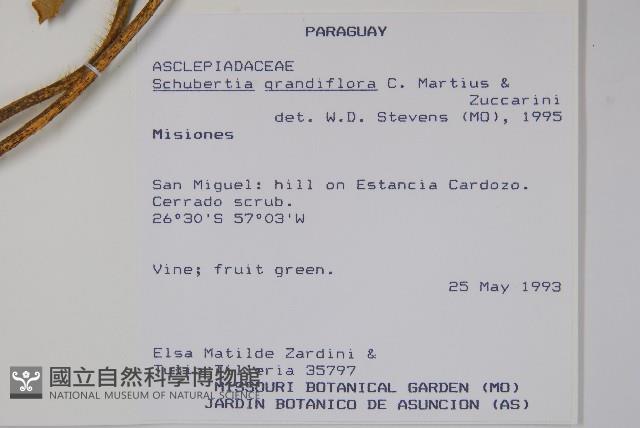 PARAGUAY
ASCLEPIADACEAE
Schubertia grandiflora C. Martius &
Zuccarini
det. W.D. Stevens (MO), 1995
Misiones
San Miguel: hill on Estancia Cardozo.
Cerrado scrub.
26°30'S 57°03'W
Vine; fruit green.
25 May 1993
Elsa Matilde Zardini &
35797
MISSOURI BOTANICAL GARDEN (MO)
JARDIN BOTANICO DE ASUNCION (AS)
國立自然科學博物館
NATIONAL MUSEUM OF NATURAL SCIENCE